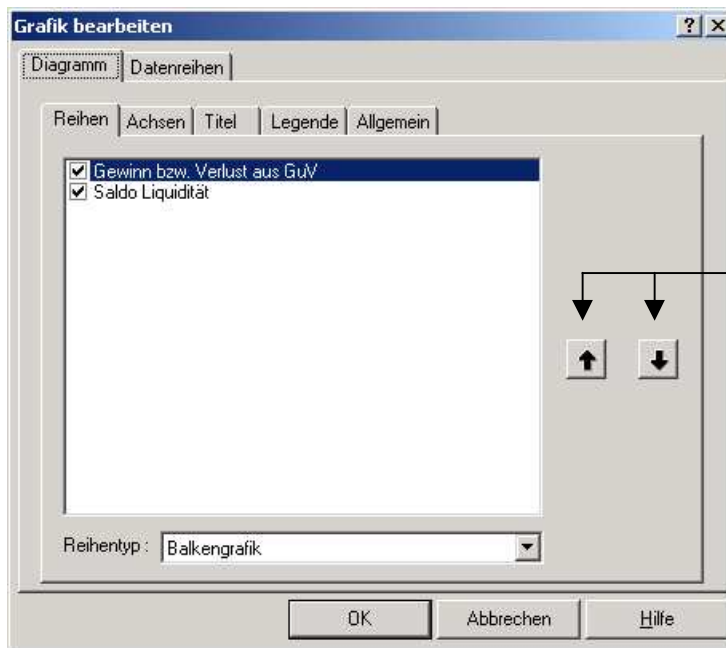 Grafik bearbeiten
Diagramm Datenreihen
Reihen Achsen Titel Legende Allgemein
Gewinn bzw. Verlust aus GuV
Saldo Liquidität
Reihentyp : Balkengrafik
OK Abbrechen Hilfe